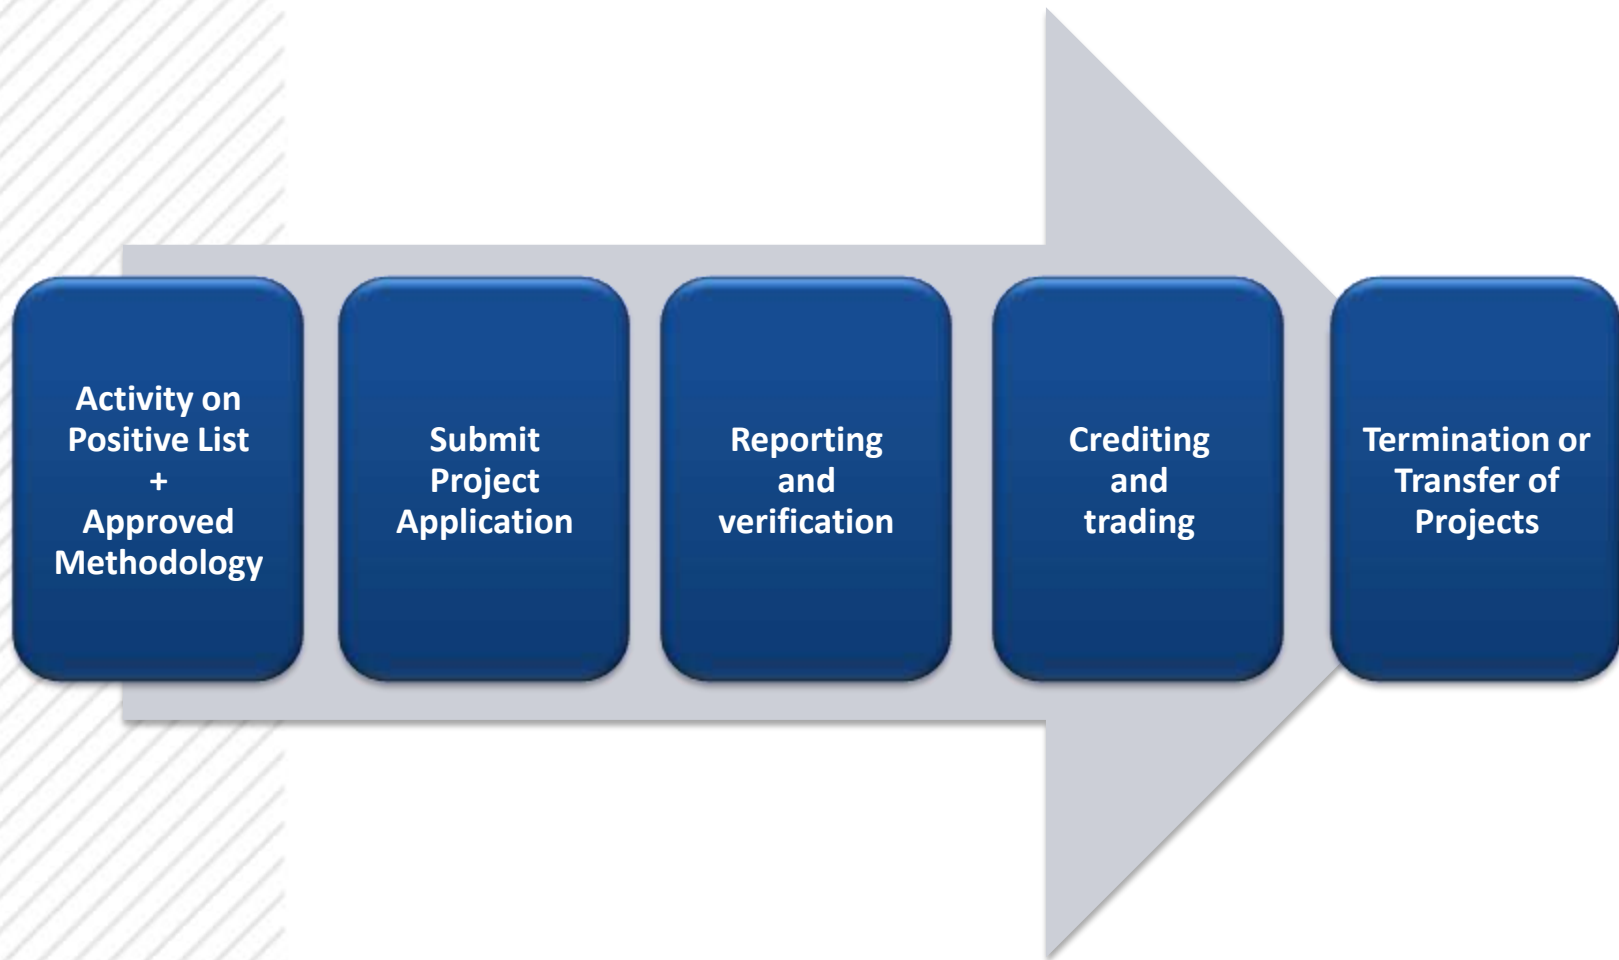 Activity on
Positive List
+
Approved
Methodology
Submit
Project
Application
Reporting
and
verification
Crediting
and
trading
Termination or
Transfer of
Projects